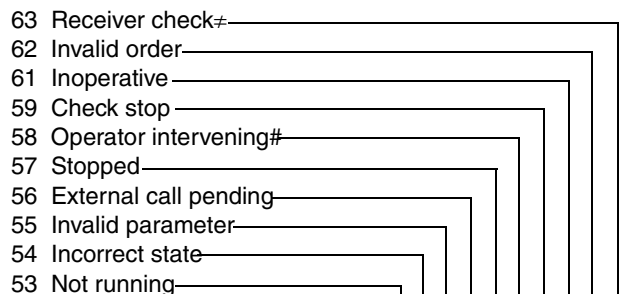 63 Receiver check≠
62 Invalid order
61 Inoperative
59 Check stop
58 Operator intervening#
57 Stopped
56 External call pending
55 Invalid parameter
54 Incorrect state
53 Not running